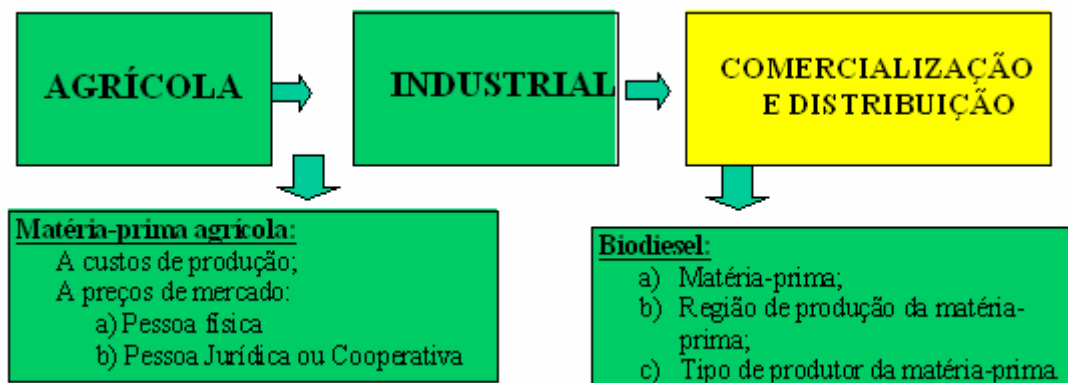 AGRÍCOLA
INDUSTRIAL
COMERCIALIZAÇÃO
E DISTRIBUIÇÃO
Matéria-prima agrícola:
A custos de produção;
A preços de mercado:
a) Pessoa física
b) Pessoa Jurídica ou Cooperativa
Biodiesel:
a) Matéria-prima;
b) Região de produção da matéria-
prima;
c) Tipo de produtor da matéria-prima